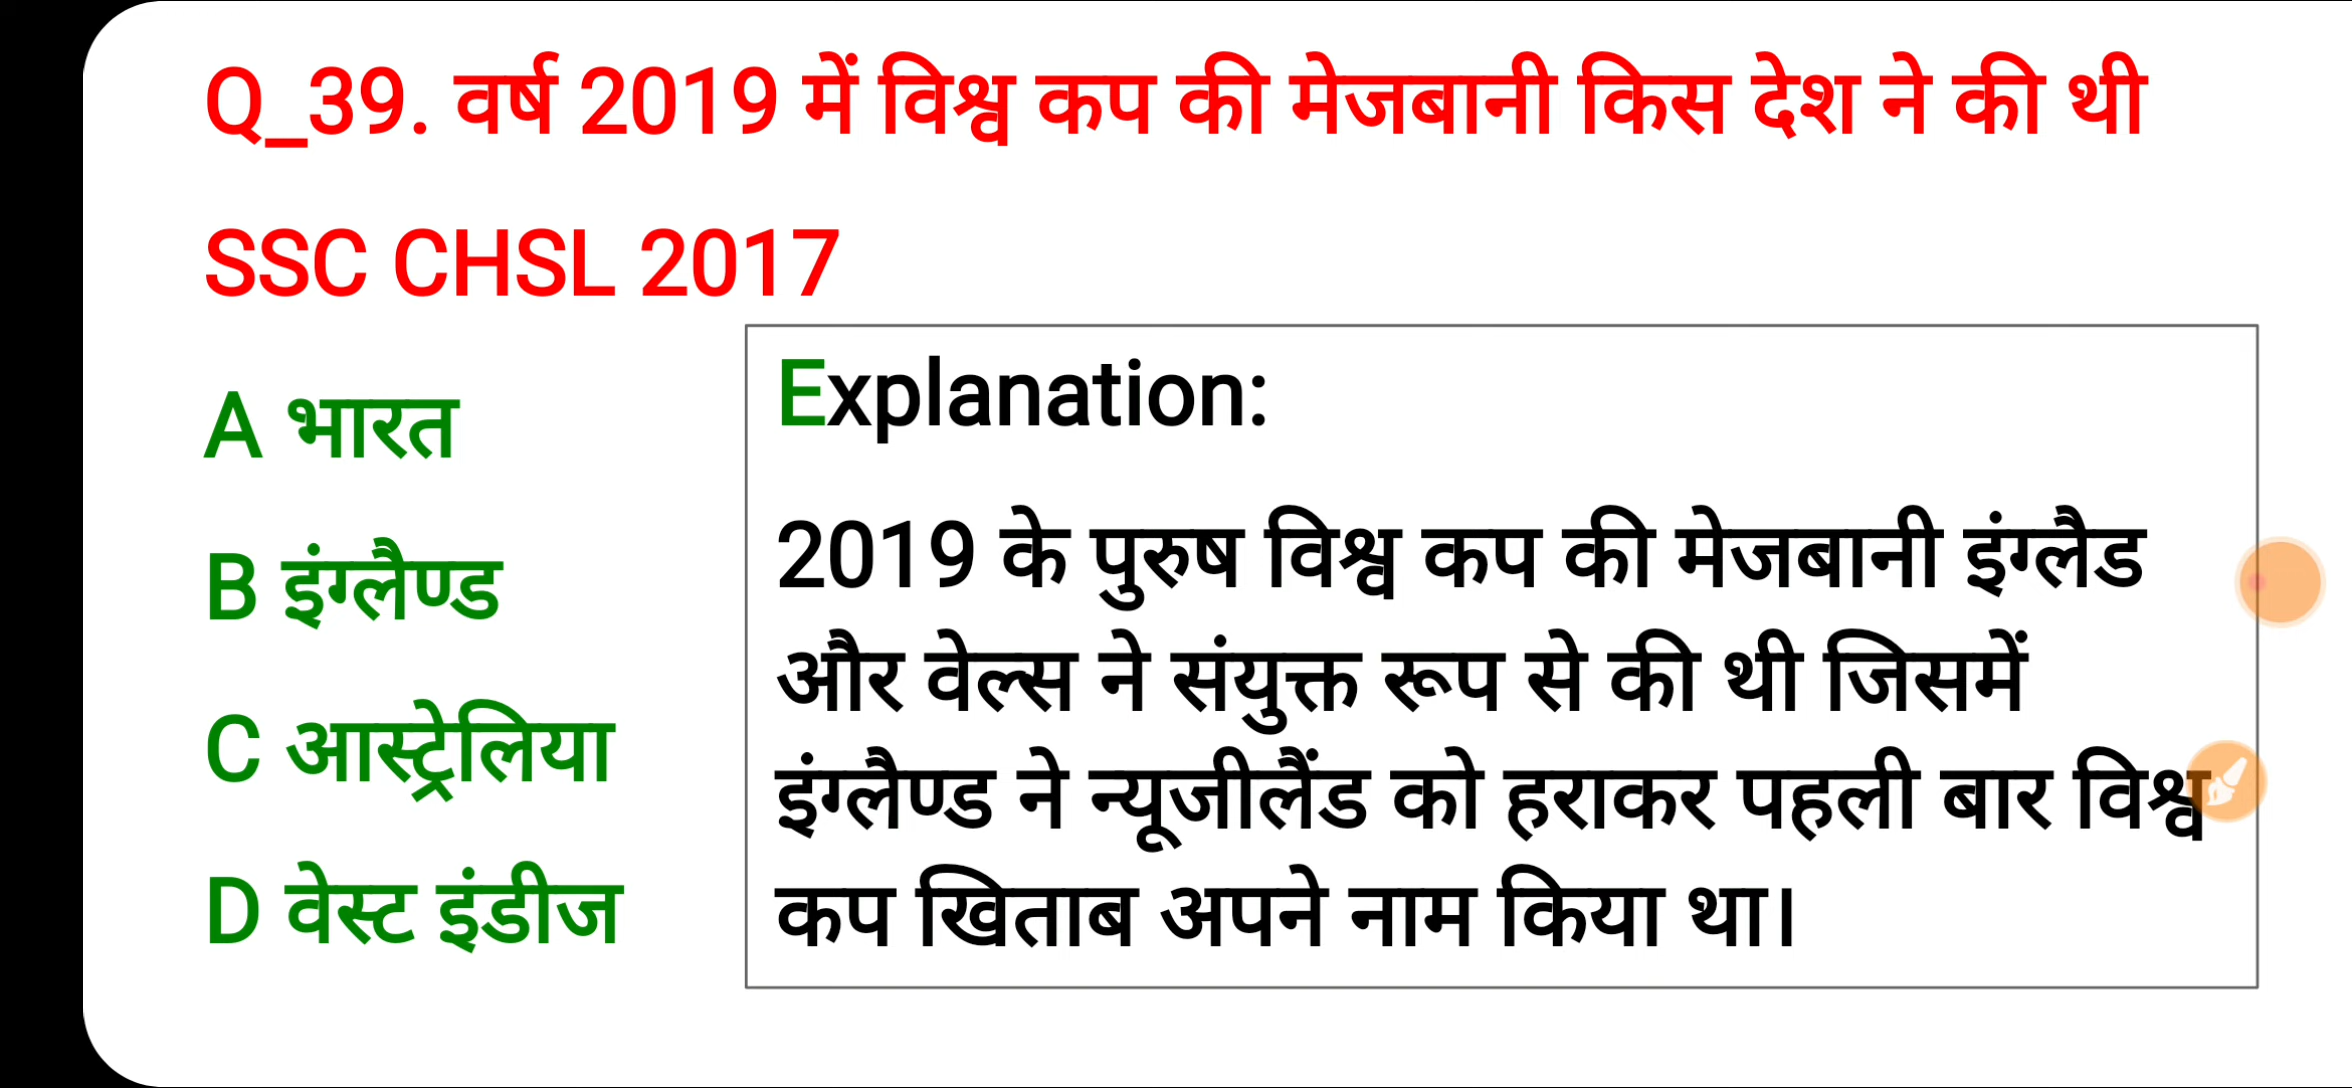 Q_39. वर्ष 2019 में विश्व कप की मेजबानी किस देश ने की थी
SSC CHSL 2017
A भारत
B इंग्लैण्ड
C आस्ट्रेलिया
D वेस्ट इंडीज
Explanation:
2019 के पुरुष विश्व कप की मेजबानी इंग्लैंड
और वेल्स ने संयुक्त रूप से की थी जिसमें
इंग्लैण्ड ने न्यूजीलैंड को हराकर पहली बार विश्व
कप खिताब अपने नाम किया था।